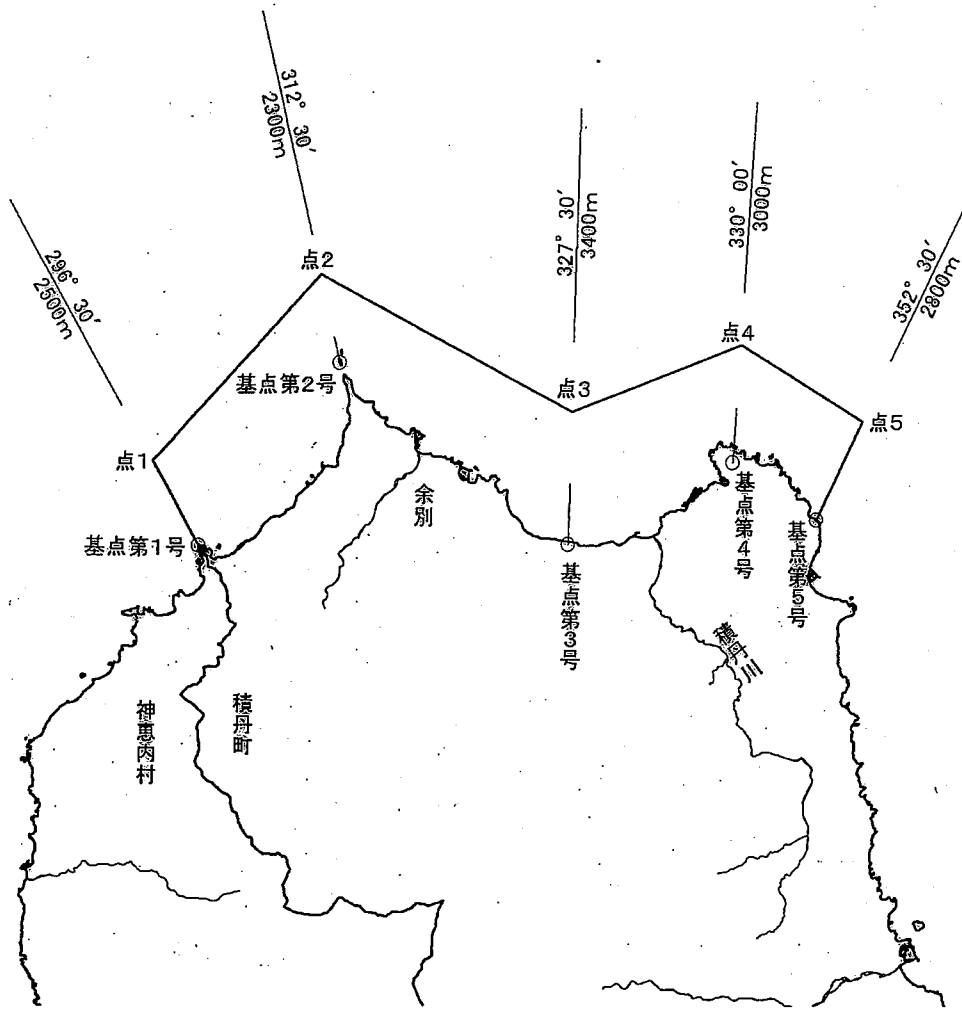 312° 30′
2300m
330° 00′
3000m
327° 30′
3400m
296° 30′
2500m
352° 30′
2800m
点2
点4
点3
基点第2号
点5
点1
余別
基点第4号
基点第1号
基点第5号
基点第3号
積丹川
積丹町
神恵内村